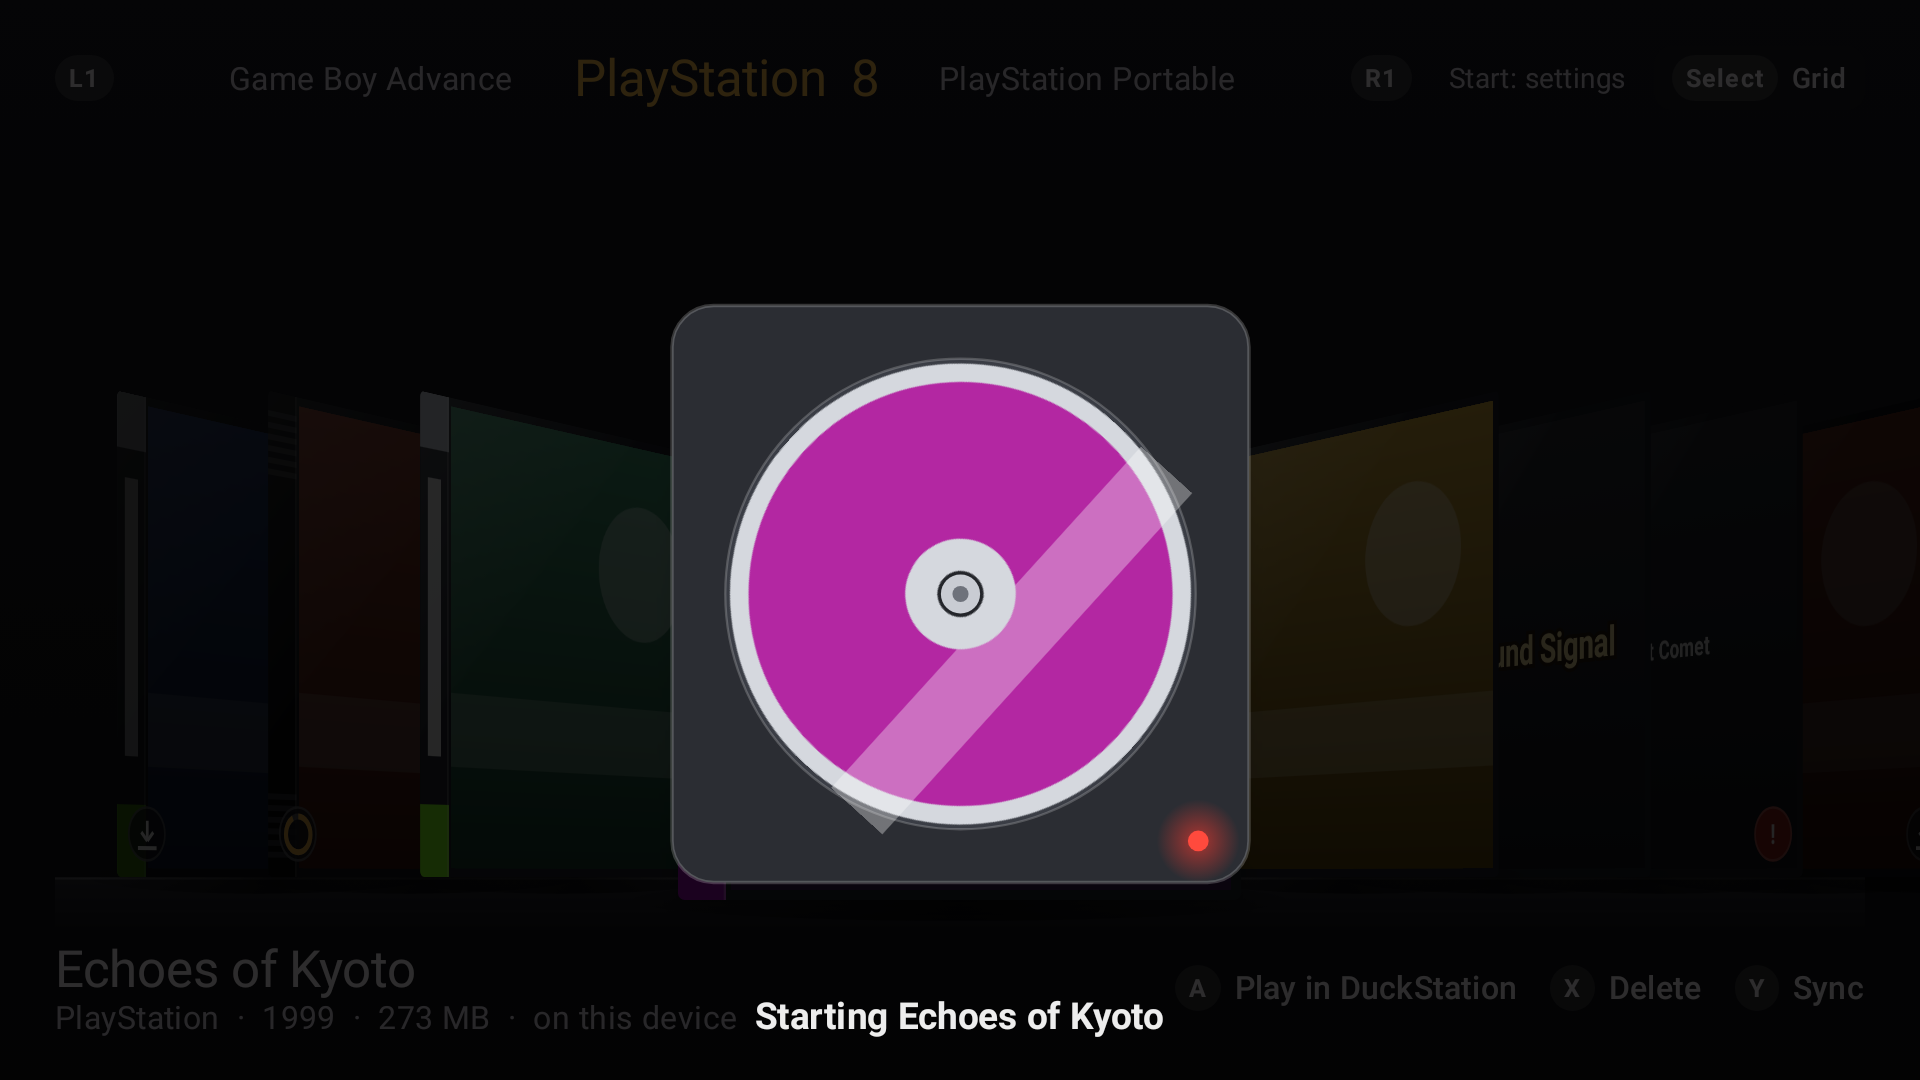 L1
Game Boy Advance
PlayStation 8
PlayStation Portable
R1
Start: settings
Select
Grid
und Signal
t Comet
!
Echoes of Kyoto
PlayStation · 1999 · 273 MB · on this device
Starting Echoes of Kyoto
A Play in DuckStation
X Delete
Y Sync